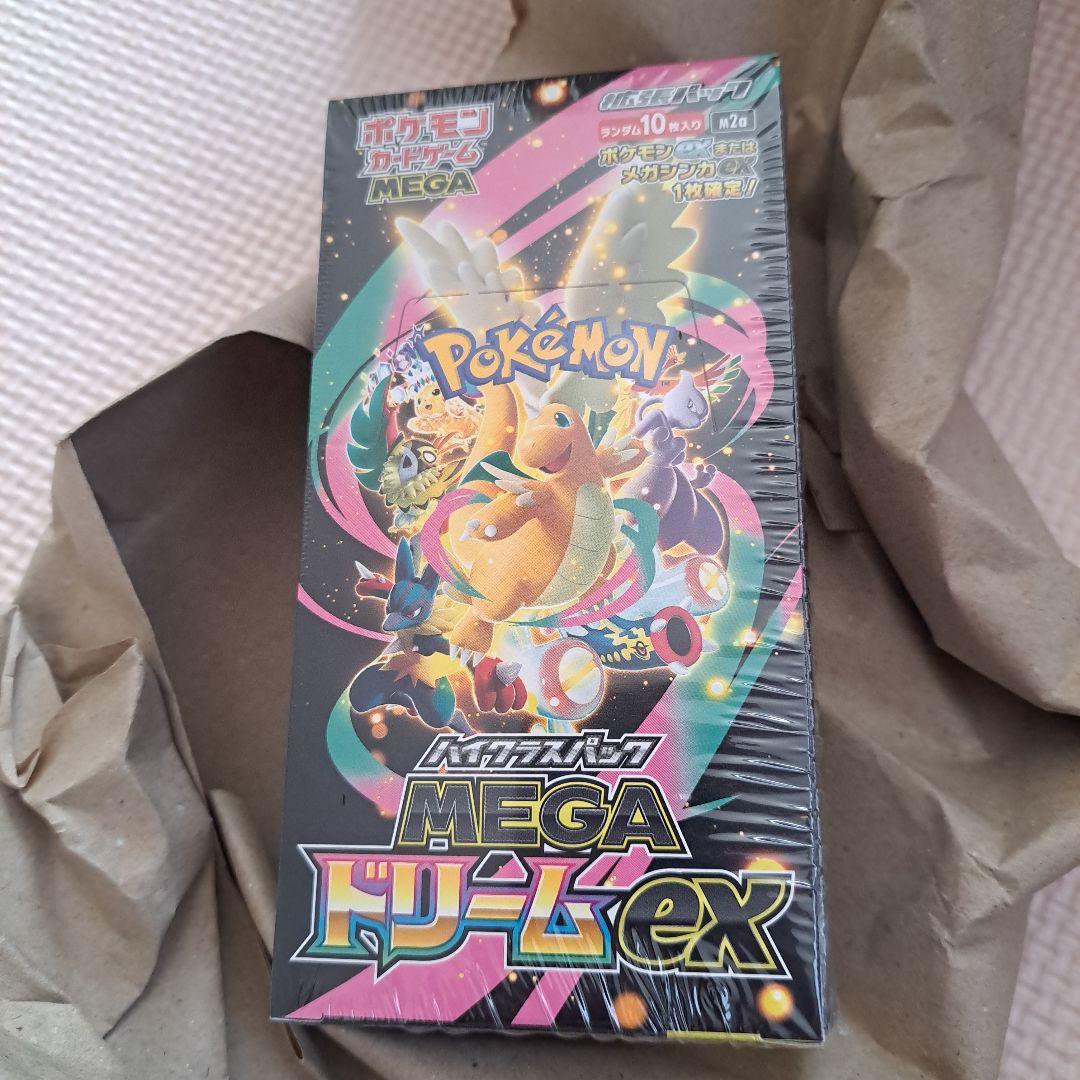 ポケモン
カードゲーム
MEGA
拡張パック
ランダム10枚入り M2a
ポケモンexまたは
メガシンカex
1枚確定!
POKéMON
TM
ハイクラスパック
MEGA
ドリームex